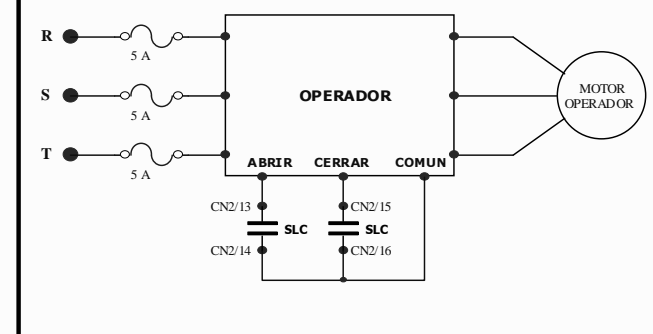 R
5 A
S
5 A
T
5 A
OPERADOR
MOTOR
OPERADOR
ABRIR CERRAR COMUN
CN2/13 CN2/15
SLC SLC
CN2/14 CN2/16